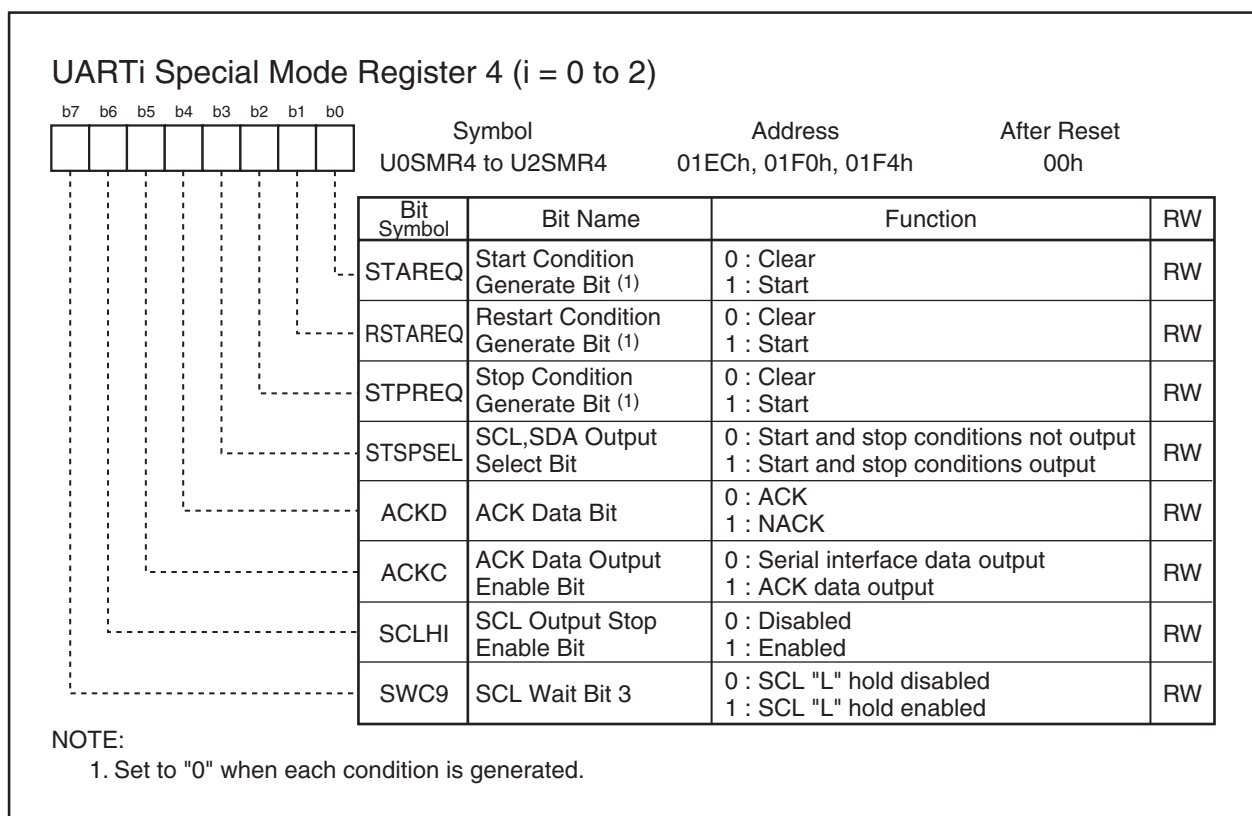 UARTi Special Mode Register 4 (i = 0 to 2)
b7 b6 b5 b4 b3 b2 b1 b0
Symbol Address After Reset
U0SMR4 to U2SMR4 01ECh, 01F0h, 01F4h 00h
Bit Symbol Bit Name Function RW
STAREQ Start Condition Generate Bit (1) 0 : Clear 1 : Start RW
RSTAREQ Restart Condition Generate Bit (1) 0 : Clear 1 : Start RW
STPREQ Stop Condition Generate Bit (1) 0 : Clear 1 : Start RW
STSPSEL SCL,SDA Output Select Bit 0 : Start and stop conditions not output 1 : Start and stop conditions output RW
ACKD ACK Data Bit 0 : ACK 1 : NACK RW
ACKC ACK Data Output Enable Bit 0 : Serial interface data output 1 : ACK data output RW
SCLHI SCL Output Stop Enable Bit 0 : Disabled 1 : Enabled RW
SWC9 SCL Wait Bit 3 0 : SCL "L" hold disabled 1 : SCL "L" hold enabled RW
NOTE:
1. Set to "0" when each condition is generated.